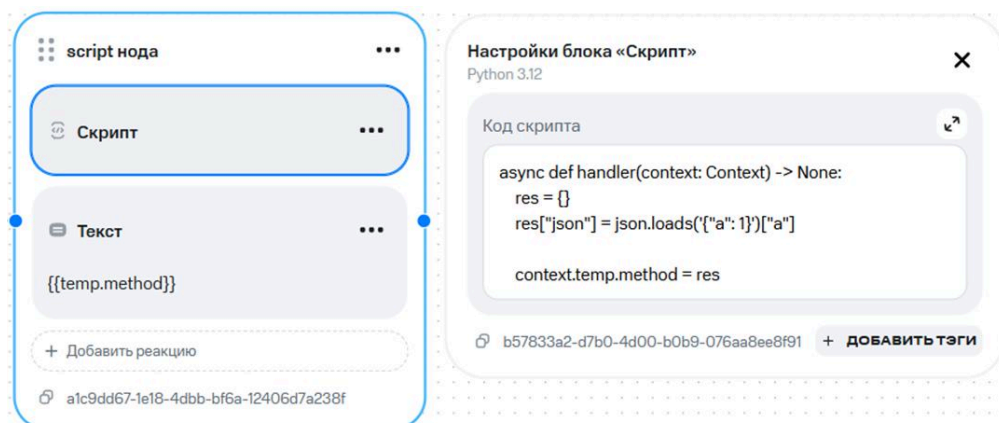 script нода
Скрипт
Текст
{{temp.method}}
+ Добавить реакцию
a1c9dd67-1e18-4dbb-bf6a-12406d7a238f
Настройки блока «Скрипт»
Python 3.12
Код скрипта
async def handler(context: Context) -> None:
    res = {}
    res["json"] = json.loads('{"a": 1}')["a"]

    context.temp.method = res
b57833a2-d7b0-4d00-b0b9-076aa8ee8f91
+ ДОБАВИТЬ ТЭГИ